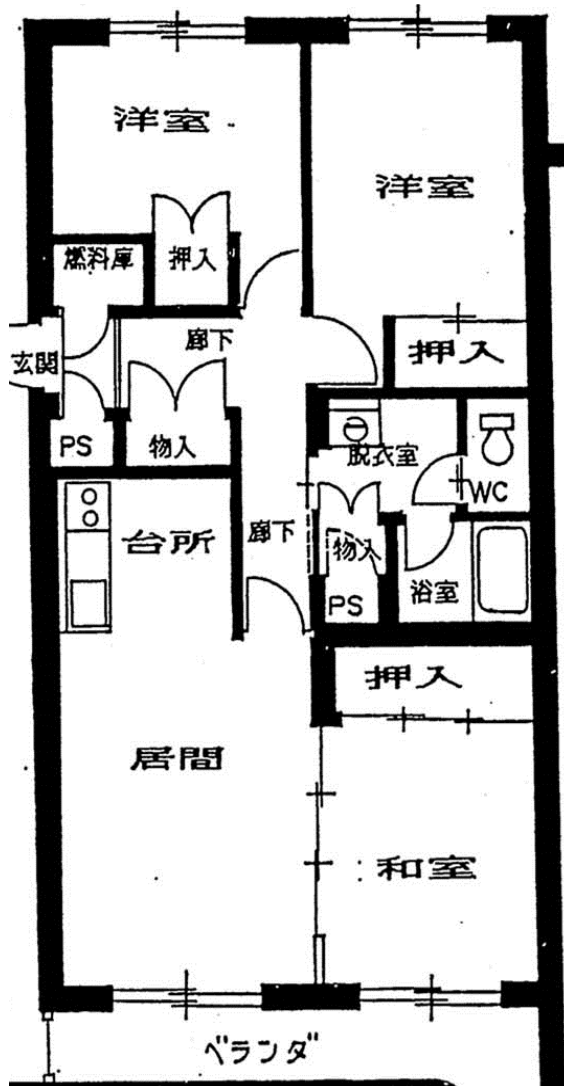 洋室
洋室
燃料庫
押入
廊下
押入
玄関
PS
物入
脱衣室
WC
台所
廊下
物入
浴室
PS
押入
居間
和室
ベランダ